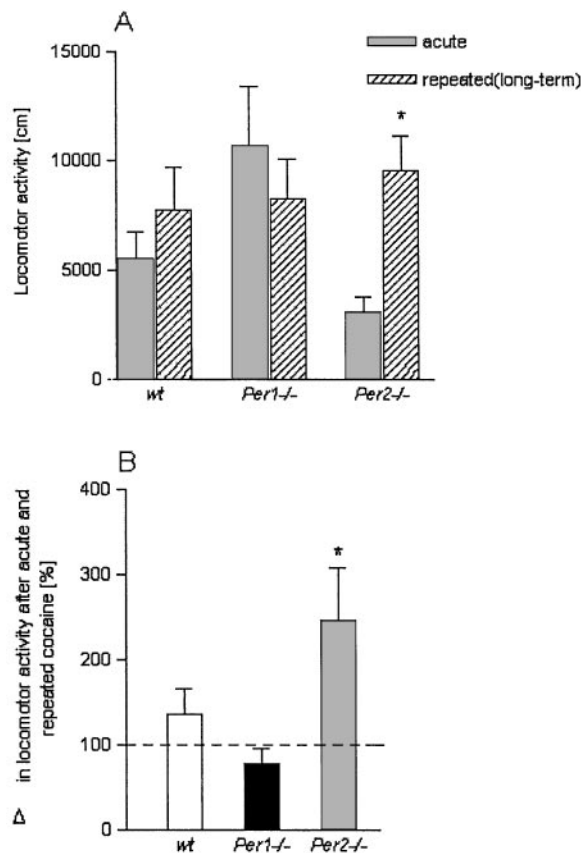 A
acute
repeated(long-term)
Locomotor activity [cm]
15000
10000
5000
0
*
wt
Per1-/-
Per2-/-
B
Δ
in locomotor activity after acute and
repeated cocaine [%]
400
300
200
100
0
*
wt
Per1-/-
Per2-/-